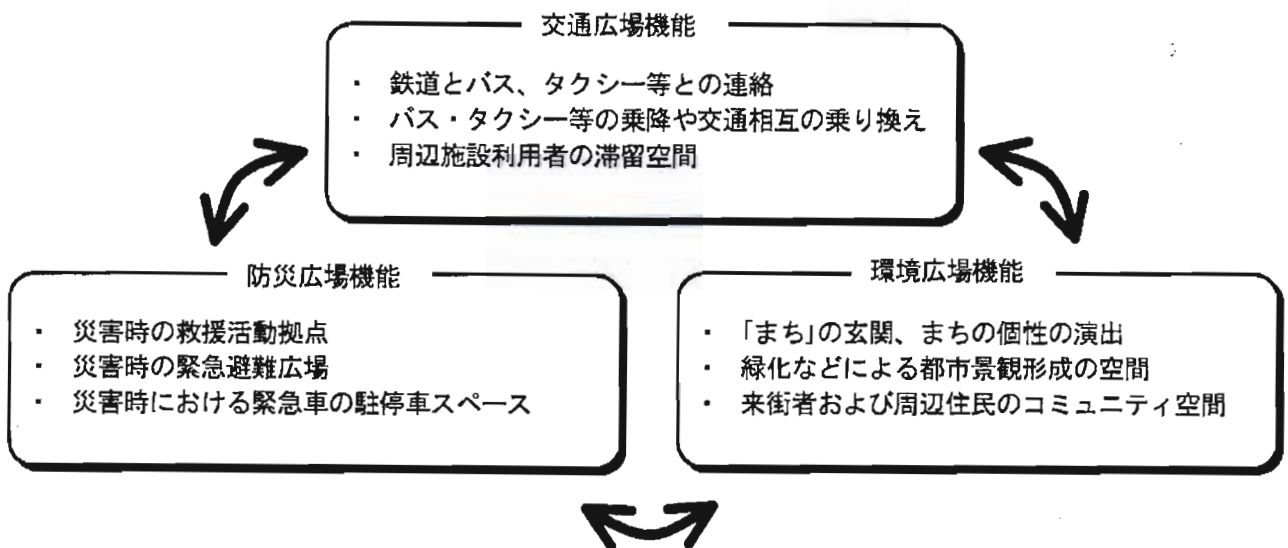 交通広場機能
・ 鉄道とバス、タクシー等との連絡
・ バス・タクシー等の乗降や交通相互の乗り換え
・ 周辺施設利用者の滞留空間
防災広場機能
・ 災害時の救援活動拠点
・ 災害時の緊急避難広場
・ 災害時における緊急車の駐停車スペース
環境広場機能
・ 「まち」の玄関、まちの個性の演出
・ 緑化などによる都市景観形成の空間
・ 来街者および周辺住民のコミュニティ空間